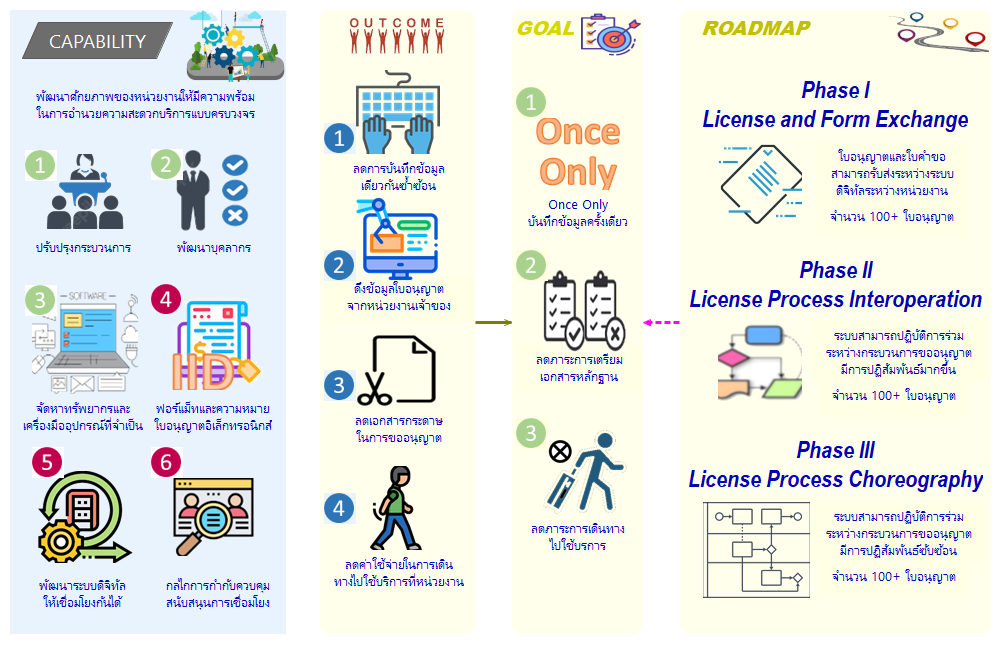 CAPABILITY
พัฒนาศักยภาพของหน่วยงานให้มีความพร้อม
ในการอำนวยความสะดวกบริการแบบครบวงจร
1
ปรับปรุงกระบวนการ
2
พัฒนาบุคลากร
3
SOFTWARE
จัดหาทรัพยากรและ
เครื่องมืออุปกรณ์ที่จำเป็น
4
HD
ฟอร์แม็ทและความหมาย
ใบอนุญาตอิเล็กทรอนิกส์
5
พัฒนาระบบดิจิทัล
ให้เชื่อมโยงกันได้
6
กลไกการกำกับควบคุม
สนับสนุนการเชื่อมโยง
OUTCOME
1
ลดการบันทึกข้อมูล
เดียวกันซ้ำซ้อน
2
ดึงข้อมูลใบอนุญาต
จากหน่วยงานเจ้าของ
3
ลดเอกสารกระดาษ
ในการขออนุญาต
4
ลดค่าใช้จ่ายในการเดิน
ทางไปใช้บริการที่หน่วยงาน
GOAL
1
Once
Only
Once Only
บันทึกข้อมูลครั้งเดียว
2
ลดภาระการเตรียม
เอกสารหลักฐาน
3
ลดภาระการเดินทาง
ไปใช้บรการ
ROADMAP
Phase I
License and Form Exchange
ใบอนุญาตและใบคำขอ
สามารถรับส่งระหว่างระบบ
ดิจิทัลระหว่างหน่วยงาน
จำนวน 100+ ใบอนุญาต
Phase II
License Process Interoperation
ระบบสามารถปฏิบัติการร่วม
ระหว่างกระบวนการขออนุญาต
มีการปฏิสัมพันธ์มากขึ้น
จำนวน 100+ ใบอนุญาต
Phase III
License Process Choreography
ระบบสามารถปฏิบัติการร่วม
ระหว่างกระบวนการขออนุญาต
มีการปฏิสัมพันธ์ซับซ้อน
จำนวน 100+ ใบอนุญาต